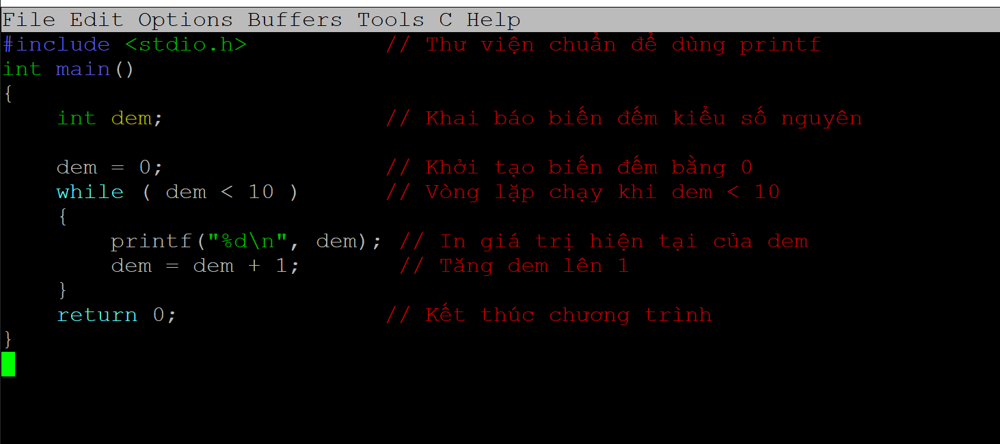 File Edit Options Buffers Tools C Help
#include <stdio.h>          // Thư viện chuẩn để dùng printf
int main()
{
    int dem;                // Khai báo biến đếm kiểu số nguyên
    dem = 0;                // Khởi tạo biến đếm bằng 0
    while ( dem < 10 )      // Vòng lặp chạy khi dem < 10
    {
        printf("%d\n", dem); // In giá trị hiện tại của dem
        dem = dem + 1;       // Tăng dem lên 1
    }
    return 0;               // Kết thúc chương trình
}